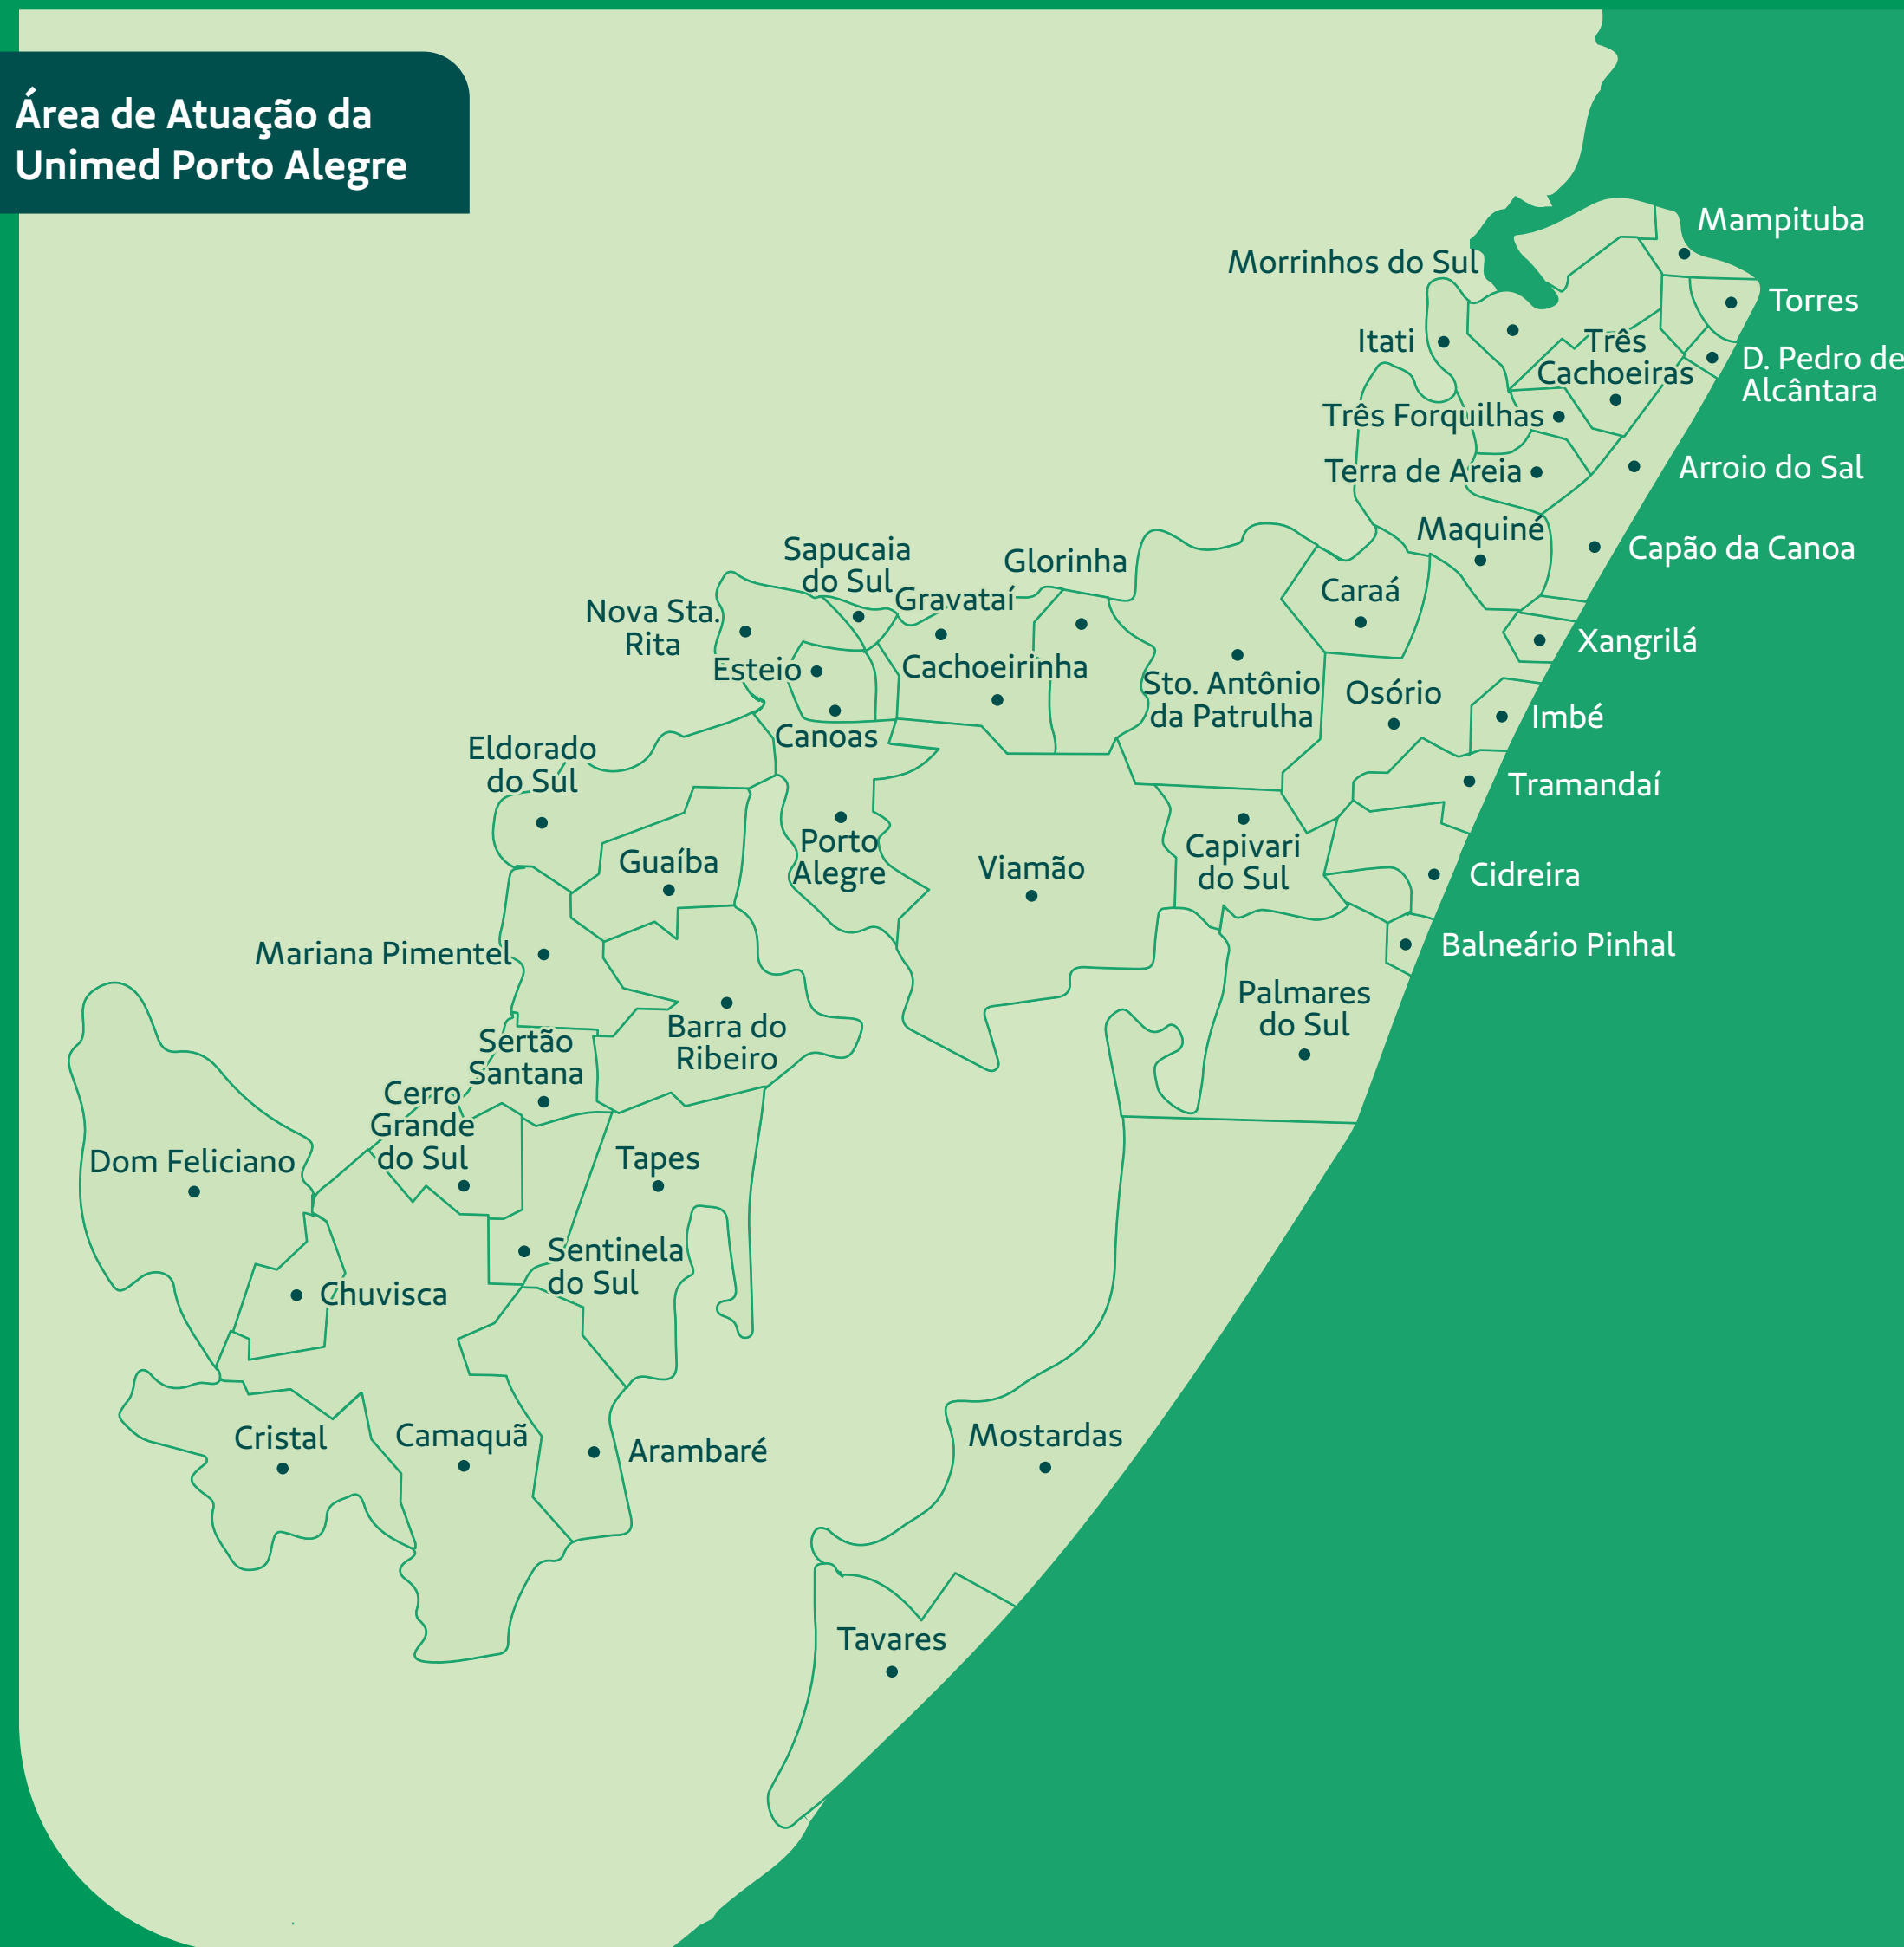 Área de Atuação da
Unimed Porto Alegre
Mampituba
Morrinhos do Sul
Torres
Itati
Três
Cachoeiras
D. Pedro de
Alcântara
Três Forquilhas
Terra de Areia
Arroio do Sal
Maquiné
Capão da Canoa
Sapucaia
do Sul
Glorinha
Gravataí
Caraá
Nova Sta.
Rita
Xangrilá
Esteio
Cachoeirinha
Sto. Antônio
da Patrulha
Osório
Imbé
Canoas
Eldorado
do Sul
Tramandaí
Porto
Alegre
Guaíba
Viamão
Capivari
do Sul
Cidreira
Mariana Pimentel
Balneário Pinhal
Palmares
do Sul
Barra do
Ribeiro
Sertão
Santana
Cerro
Grande
do Sul
Dom Feliciano
Tapes
Sentinela
do Sul
Chuvisca
Cristal
Camaquã
Arambaré
Mostardas
Tavares